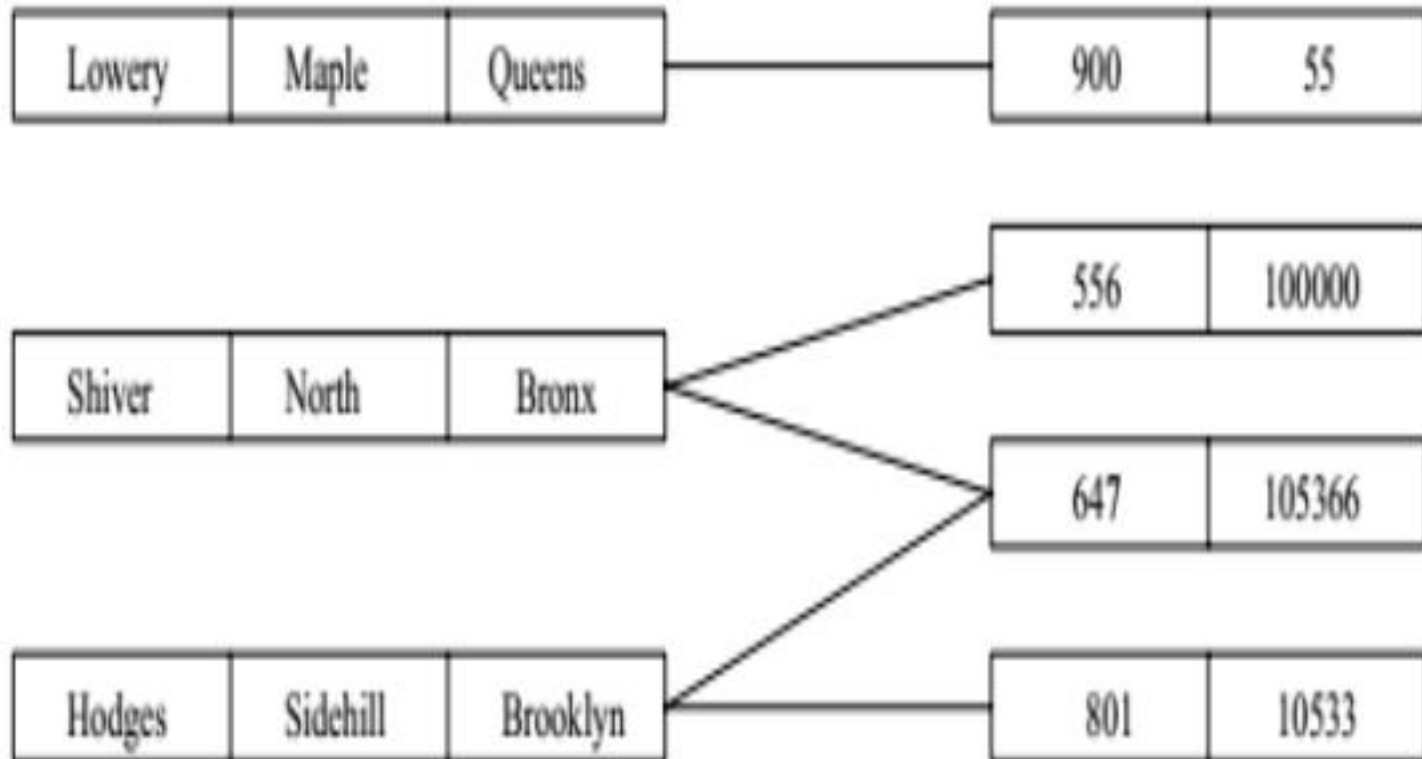 Lowery Maple Queens 900 55
556 100000
Shiver North Bronx
647 105366
Hodges Sidehill Brooklyn 801 10533